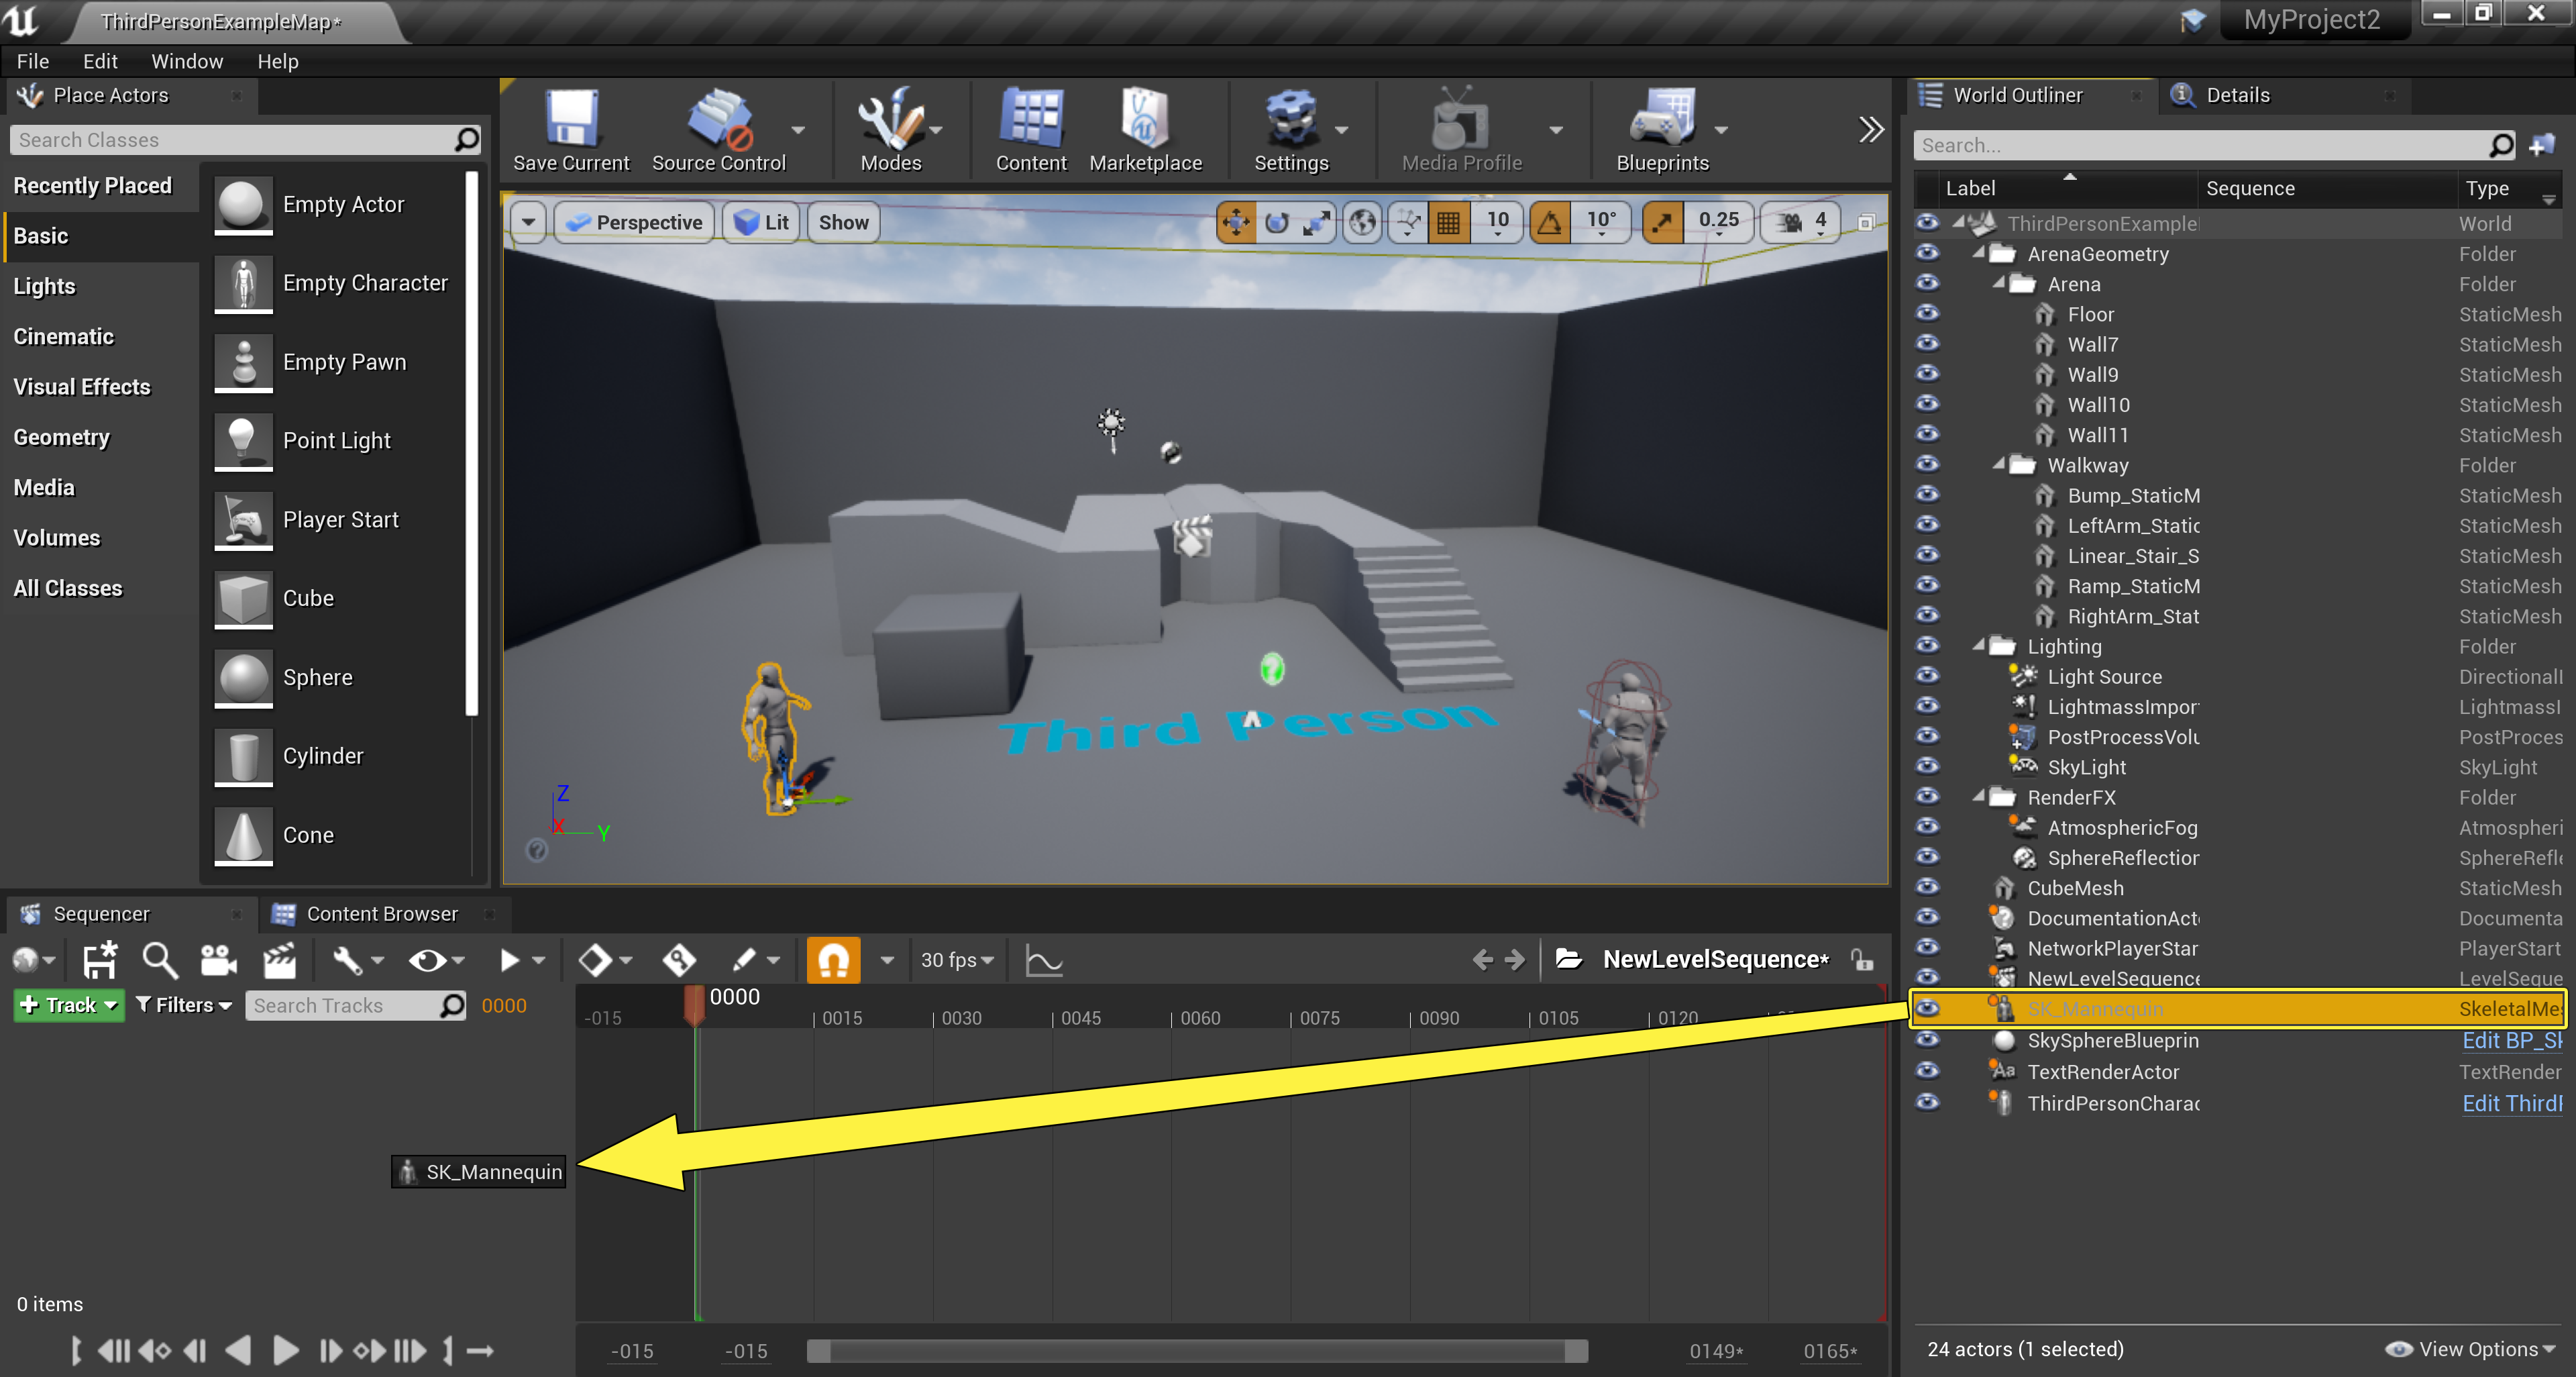 ThirdPersonExampleMap*
MyProject2
File Edit Window Help
Place Actors
Search Classes
Recently Placed
Basic
Lights
Cinematic
Visual Effects
Geometry
Media
Volumes
All Classes
Empty Actor
Empty Character
Empty Pawn
Point Light
Player Start
Cube
Sphere
Cylinder
Cone
Save Current
Source Control
Modes
Content
Marketplace
Settings
Media Profile
Blueprints
Perspective
Lit
Show
10
10°
0.25
4
Third Person
Z
X
Y
World Outliner
Details
Search...
Label Sequence Type
ThirdPersonExample World
ArenaGeometry Folder
Arena Folder
Floor StaticMesh
Wall7 StaticMesh
Wall9 StaticMesh
Wall10 StaticMesh
Wall11 StaticMesh
Walkway Folder
Bump_StaticM StaticMesh
LeftArm_Static StaticMesh
Linear_Stair_S StaticMesh
Ramp_StaticM StaticMesh
RightArm_Stat StaticMesh
Lighting Folder
Light Source Directionall
LightmassImpor LightmassI
PostProcessVolu PostProces
SkyLight SkyLight
RenderFX Folder
AtmosphericFog Atmospheri
SphereReflection SphereRefle
CubeMesh StaticMesh
DocumentationActo Documenta
NetworkPlayerStar PlayerStart
NewLevelSequence LevelSeque
SK_Mannequin SkeletalMes
SkySphereBlueprin Edit BP_Sk
TextRenderActor TextRender
ThirdPersonCharac Edit ThirdP
24 actors (1 selected)
View Options
Sequencer
Content Browser
30 fps
NewLevelSequence*
Track
Filters
Search Tracks
0000
0000
-015 0015 0030 0045 0060 0075 0090 0105 0120
SK_Mannequin
0 items
-015 -015 0149* 0165*